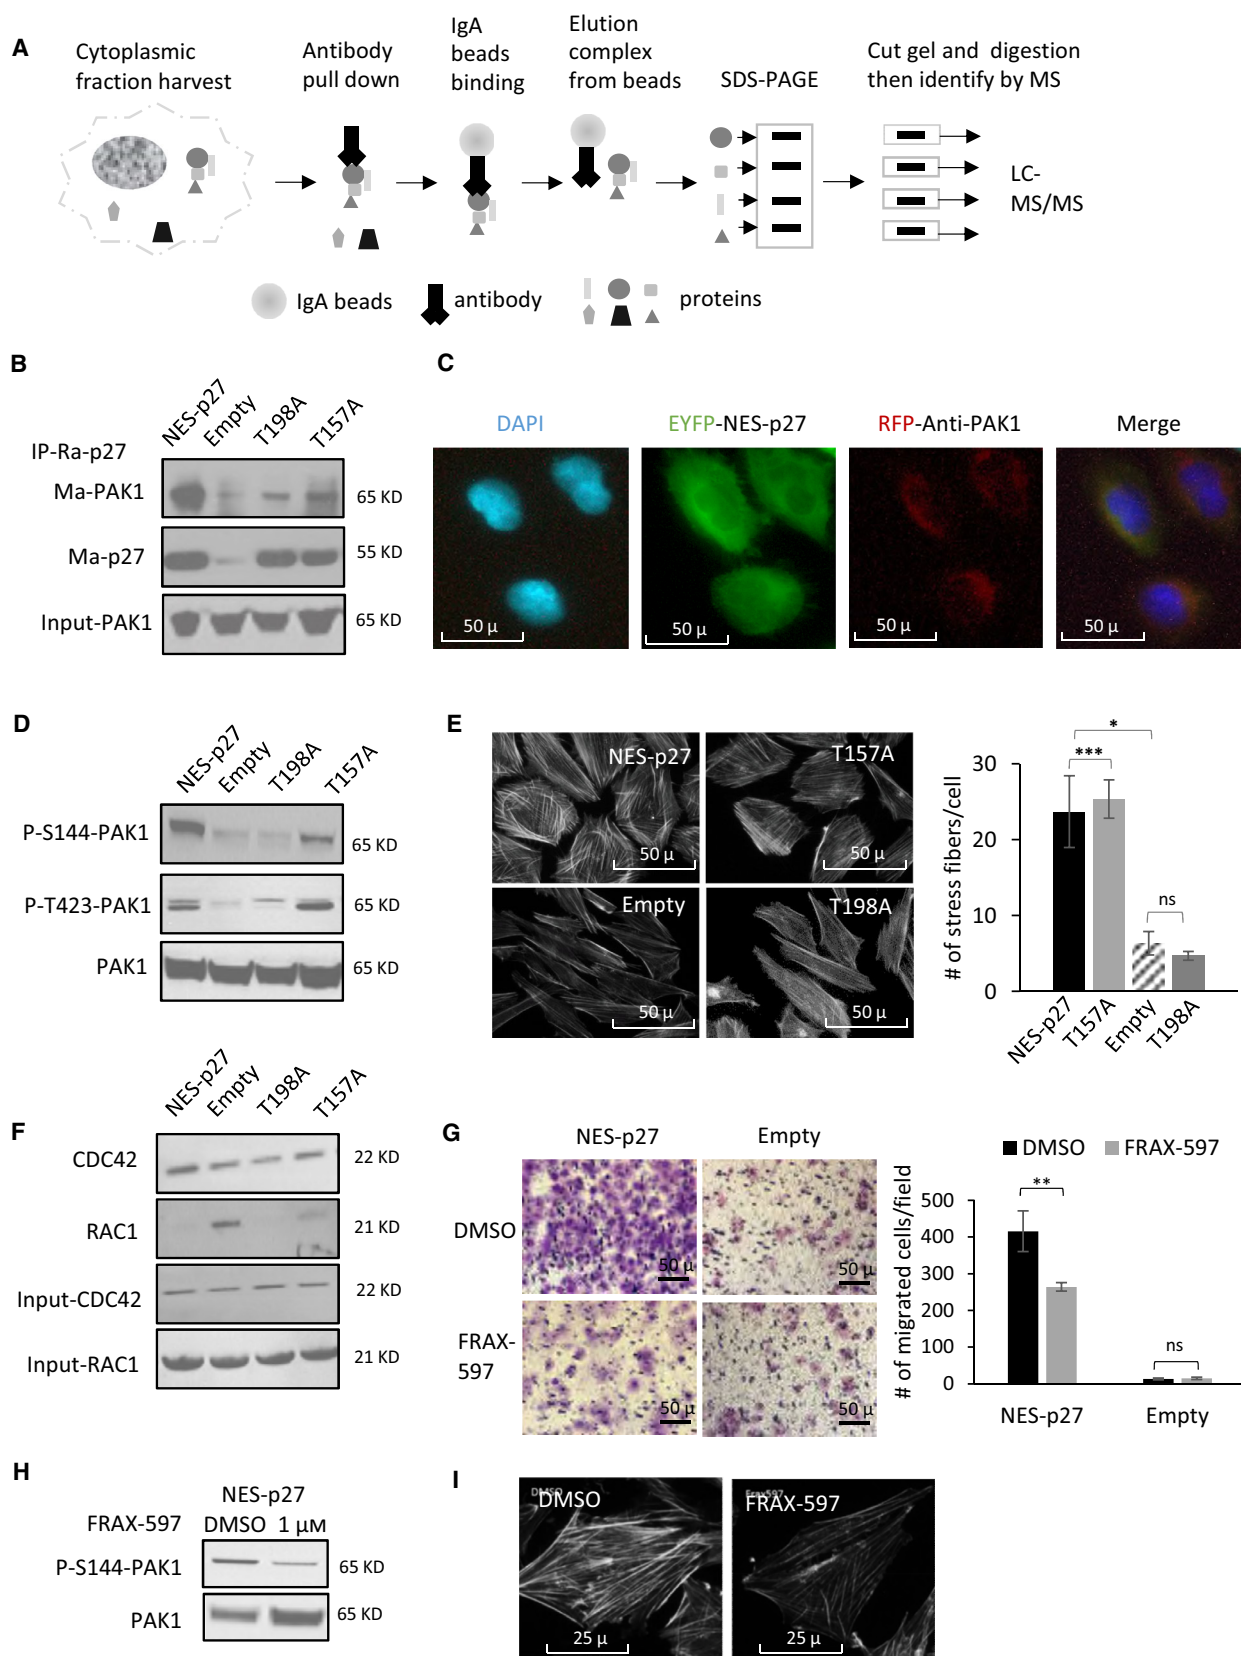 A
Cytoplasmic
fraction harvest
Antibody
pull down
IgA
beads
binding
Elution
complex
from beads
SDS-PAGE
Cut gel and digestion
then identify by MS
LC-
MS/MS
IgA beads
antibody
proteins
B
NES-p27
Empty
T198A
T157A
IP-Ra-p27
Ma-PAK1
65 KD
Ma-p27
55 KD
Input-PAK1
65 KD
C
DAPI
EYFP-NES-p27
RFP-Anti-PAK1
Merge
50 µ
50 µ
50 µ
50 µ
D
NES-p27
Empty
T198A
T157A
P-S144-PAK1
65 KD
P-T423-PAK1
65 KD
PAK1
65 KD
E
NES-p27
50 µ
T157A
50 µ
Empty
50 µ
T198A
50 µ
# of stress fibers/cell
30
20
10
0
*
***
ns
NES-p27
T157A
Empty
T198A
F
NES-p27
Empty
T198A
T157A
CDC42
22 KD
RAC1
21 KD
Input-CDC42
22 KD
Input-RAC1
21 KD
G
NES-p27
Empty
DMSO
50 µ
50 µ
FRAX-
597
50 µ
50 µ
DMSO
FRAX-597
# of migrated cells/field
500
400
300
200
100
0
**
ns
NES-p27
Empty
H
NES-p27
FRAX-597
DMSO 1 µM
P-S144-PAK1
65 KD
PAK1
65 KD
I
DMSO
DMSO
25 µ
Frax597
FRAX-597
25 µ